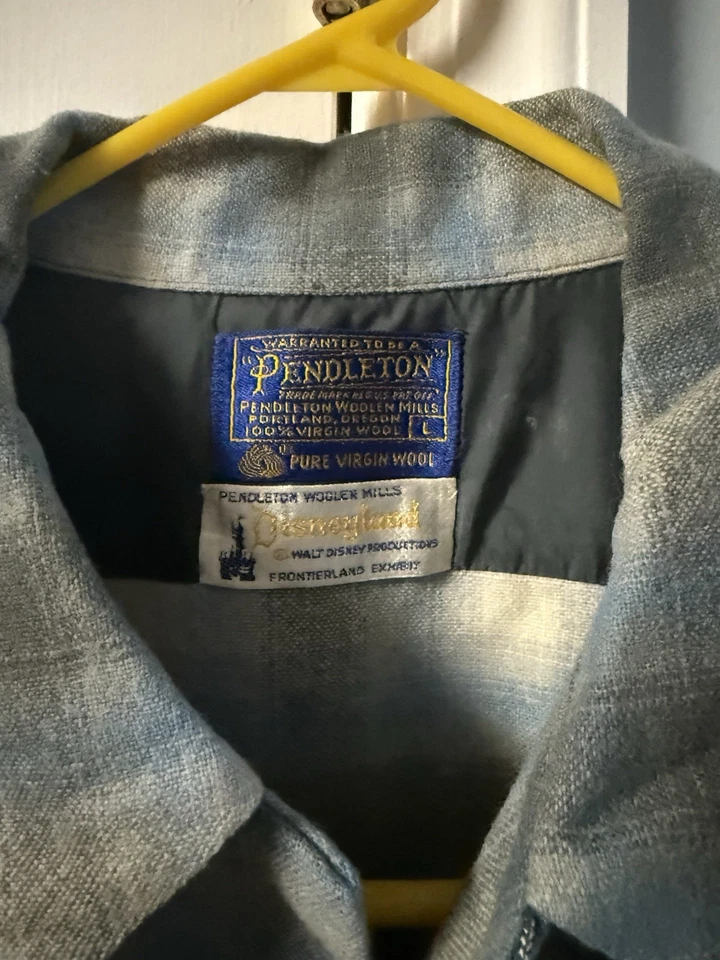 WARRANTED TO BE A
"PENDLETON"
TRADE MARK REG U.S. PAT OFF.
PENDLETON WOOLEN MILLS
PORTLAND, OREGON
100% VIRGIN WOOL L
PURE VIRGIN WOOL
PENDLETON WOOLEN MILLS
Disneyland
© WALT DISNEY PRODUCTIONS
FRONTIERLAND EXHIBIT